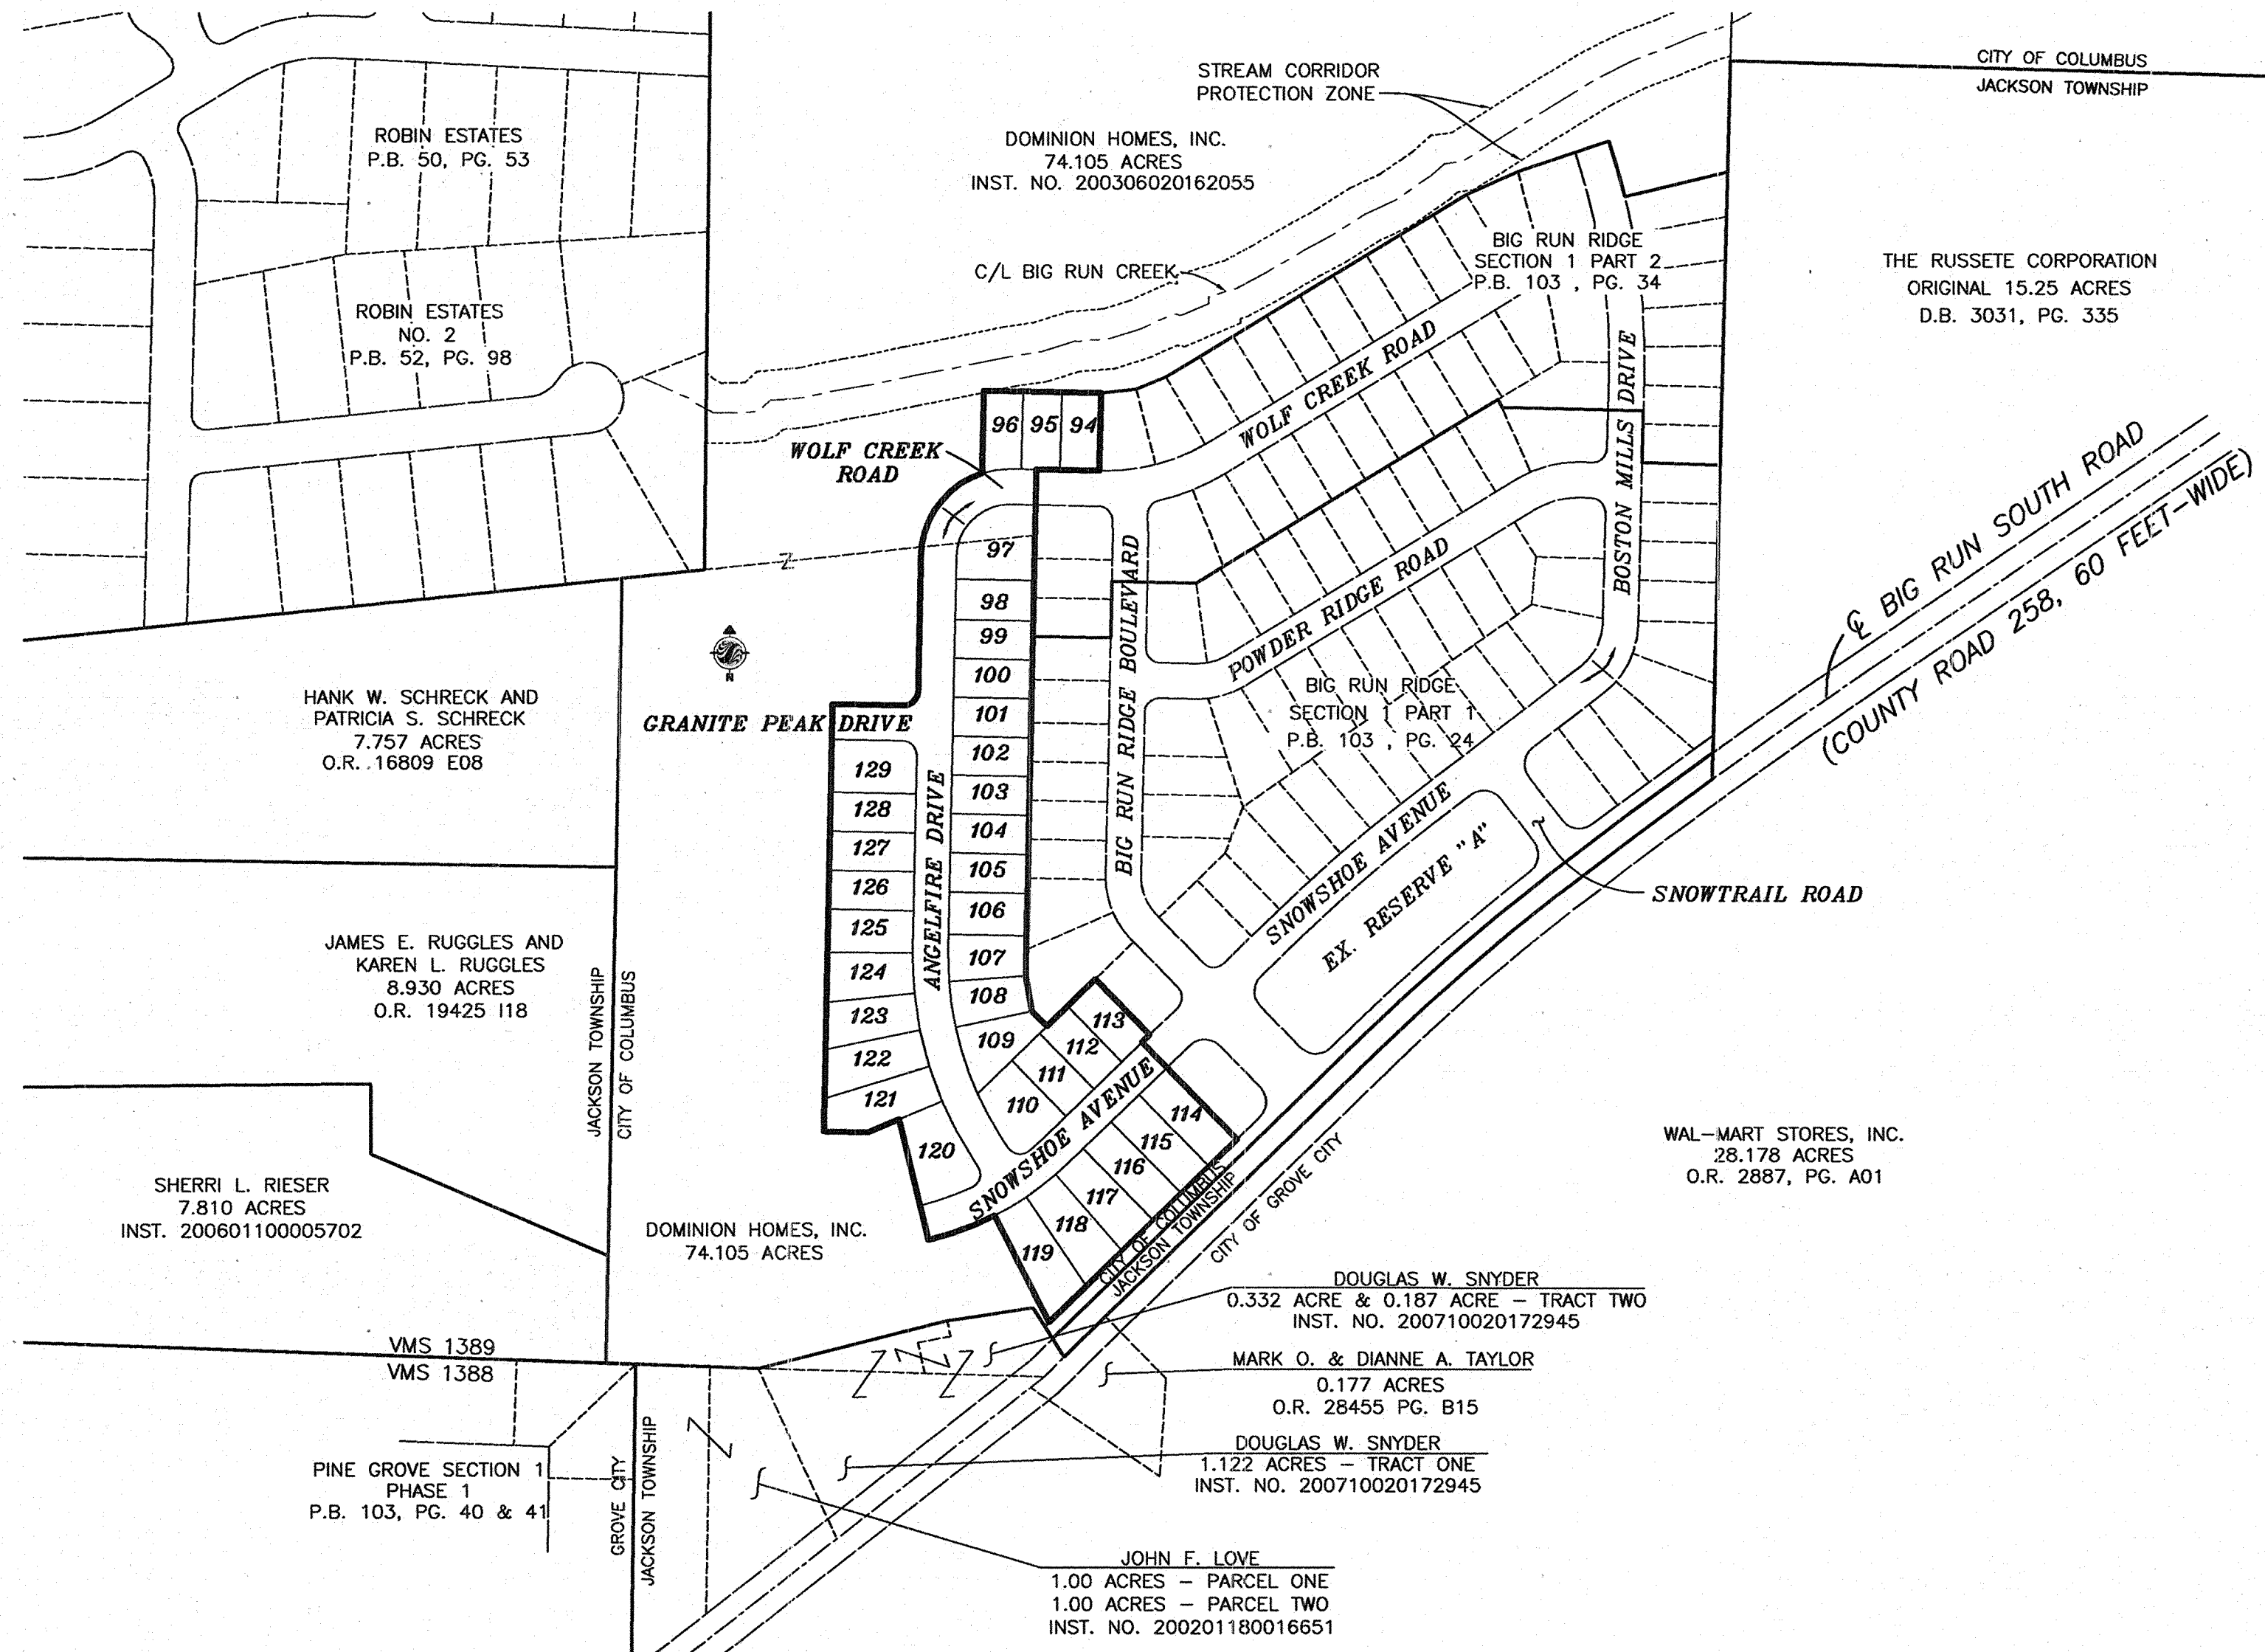 CITY OF COLUMBUS
JACKSON TOWNSHIP
STREAM CORRIDOR
PROTECTION ZONE
ROBIN ESTATES
P.B. 50, PG. 53
DOMINION HOMES, INC.
74.105 ACRES
INST. NO. 200306020162055
BIG RUN RIDGE
SECTION 1 PART 2
P.B. 103 , PG. 34
C/L BIG RUN CREEK
THE RUSSETE CORPORATION
ORIGINAL 15.25 ACRES
D.B. 3031, PG. 335
ROBIN ESTATES
NO. 2
P.B. 52, PG. 98
WOLF CREEK ROAD
BOSTON MILLS DRIVE
96
95
94
WOLF CREEK
ROAD
℄ BIG RUN SOUTH ROAD
(COUNTY ROAD 258, 60 FEET-WIDE)
97
98
99
100
101
102
103
104
105
106
107
108
109
BIG RUN RIDGE BOULEVARD
POWDER RIDGE ROAD
N
BIG RUN RIDGE
SECTION 1 PART 1
P.B. 103 , PG. 24
HANK W. SCHRECK AND
PATRICIA S. SCHRECK
7.757 ACRES
O.R. 16809 E08
GRANITE PEAK DRIVE
129
128
127
126
125
124
123
122
121
120
ANGELFIRE DRIVE
SNOWSHOE AVENUE
EX. RESERVE "A"
SNOWTRAIL ROAD
JAMES E. RUGGLES AND
KAREN L. RUGGLES
8.930 ACRES
O.R. 19425 I18
JACKSON TOWNSHIP
CITY OF COLUMBUS
113
112
111
110
SNOWSHOE AVENUE
114
115
116
117
118
119
CITY OF COLUMBUS
JACKSON TOWNSHIP
CITY OF GROVE CITY
WAL-MART STORES, INC.
28.178 ACRES
O.R. 2887, PG. A01
SHERRI L. RIESER
7.810 ACRES
INST. 200601100005702
DOMINION HOMES, INC.
74.105 ACRES
DOUGLAS W. SNYDER
0.332 ACRE & 0.187 ACRE - TRACT TWO
INST. NO. 200710020172945
VMS 1389
VMS 1388
MARK O. & DIANNE A. TAYLOR
0.177 ACRES
O.R. 28455 PG. B15
DOUGLAS W. SNYDER
1.122 ACRES - TRACT ONE
INST. NO. 200710020172945
PINE GROVE SECTION 1
PHASE 1
P.B. 103, PG. 40 & 41
GROVE CITY
JACKSON TOWNSHIP
JOHN F. LOVE
1.00 ACRES - PARCEL ONE
1.00 ACRES - PARCEL TWO
INST. NO. 200201180016651